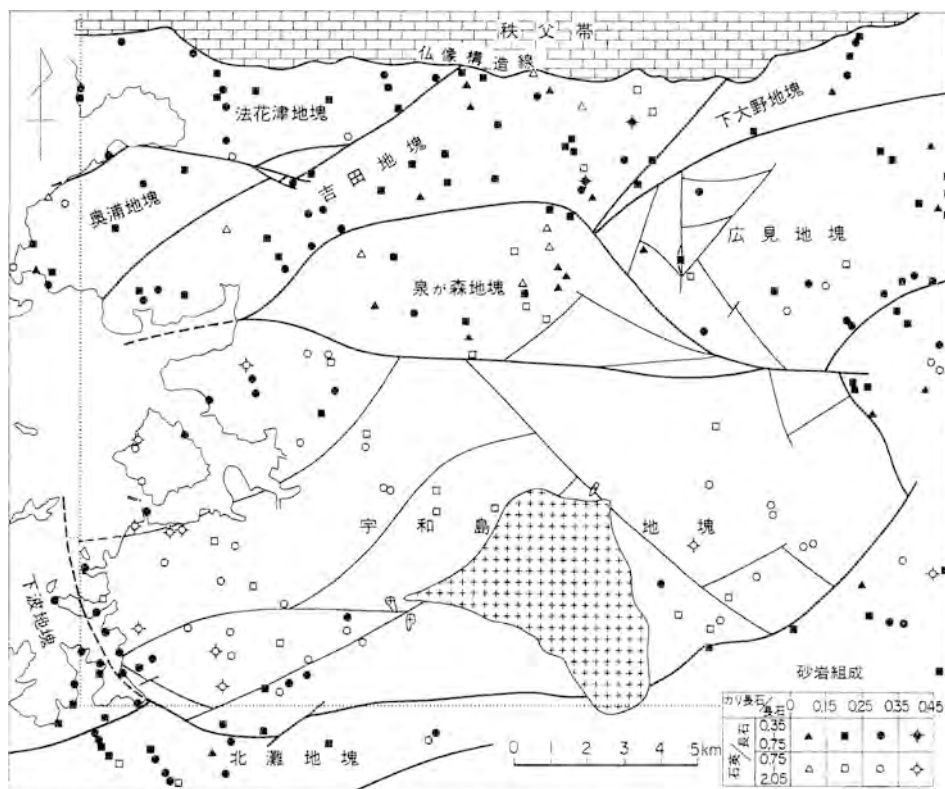 秩父帯
仏像構造線
法花津地塊
下大野地塊
吉田地塊
奥浦地塊
広見地塊
泉が森地塊
宇和島地塊
下波地塊
北灘地塊
0 1 2 3 4 5km
砂岩組成
カリ長石/長石 0 0.15 0.25 0.35 0.45
石英/長石
0.35
0.75
0.75
2.05